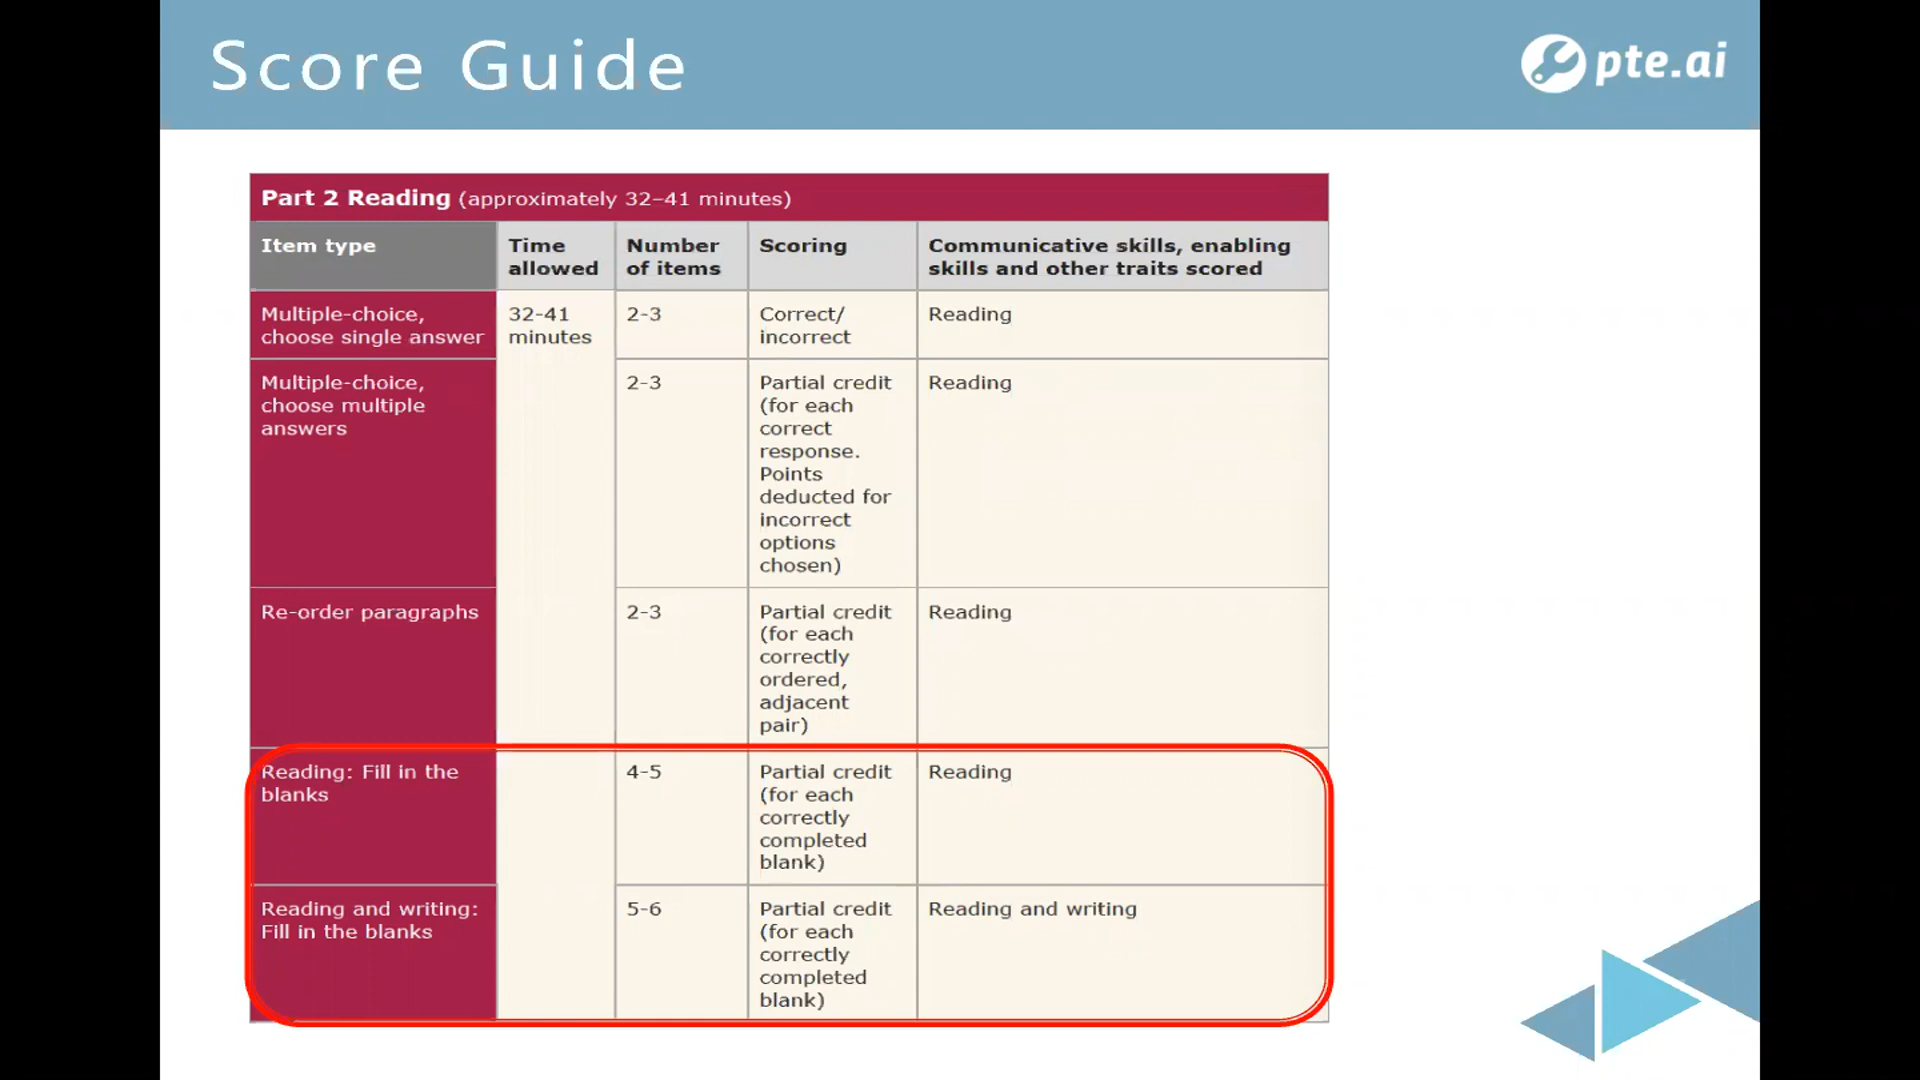 Score Guide
pte.ai
Part 2 Reading (approximately 32–41 minutes)
Item type
Time
allowed
Number
of items
Scoring
Communicative skills, enabling
skills and other traits scored
Multiple-choice,
choose single answer
32-41
minutes
2-3
Correct/
incorrect
Reading
Multiple-choice,
choose multiple
answers
2-3
Partial credit
(for each
correct
response.
Points
deducted for
incorrect
options
chosen)
Reading
Re-order paragraphs
2-3
Partial credit
(for each
correctly
ordered,
adjacent
pair)
Reading
Reading: Fill in the
blanks
4-5
Partial credit
(for each
correctly
completed
blank)
Reading
Reading and writing:
Fill in the blanks
5-6
Partial credit
(for each
correctly
completed
blank)
Reading and writing